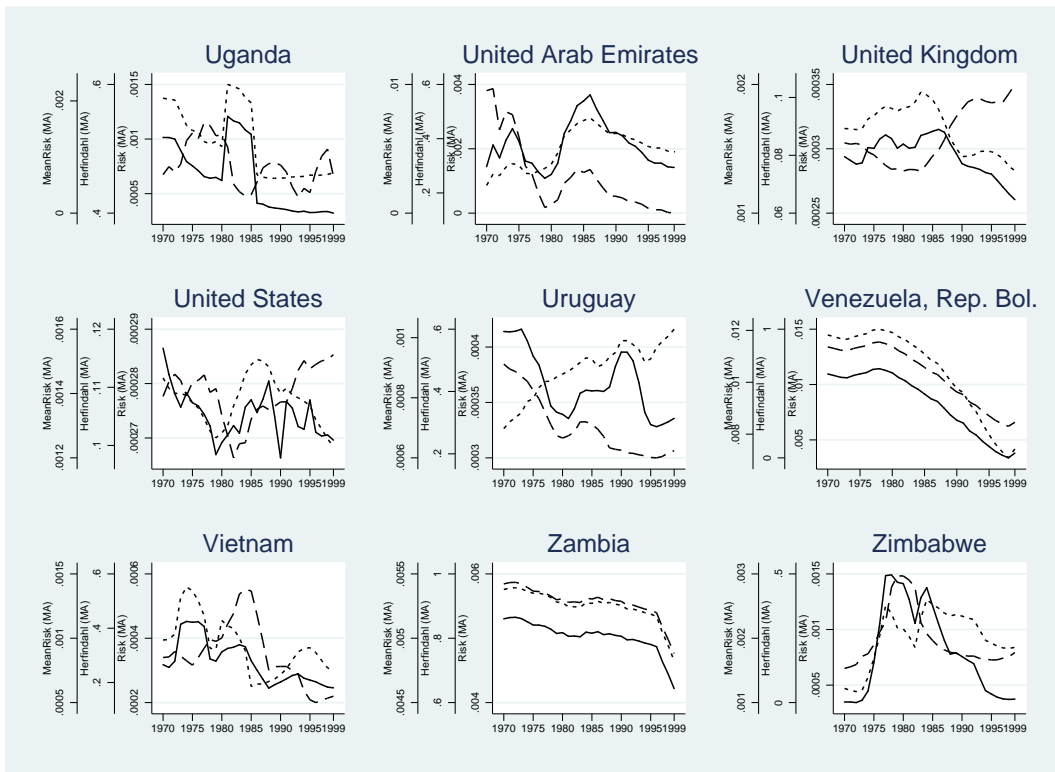 Uganda
0 .002
MeanRisk (MA)
.4 .6
Herfindahl (MA)
.0005 .001 .0015
Risk (MA)
1970 1975 1980 1985 1990 1995 1999
United Arab Emirates
0 .01
MeanRisk (MA)
.2 .4 .6
Herfindahl (MA)
0 .002 .004
Risk (MA)
1970 1975 1980 1985 1990 1995 1999
United Kingdom
.001 .002
MeanRisk (MA)
.06 .08 .1
Herfindahl (MA)
.00025 .0003 .00035
Risk (MA)
1970 1975 1980 1985 1990 1995 1999
United States
.0012 .0014 .0016
MeanRisk (MA)
.1 .11 .12
Herfindahl (MA)
.00027 .00028 .00029
Risk (MA)
1970 1975 1980 1985 1990 1995 1999
Uruguay
.0006 .0008 .001
MeanRisk (MA)
.2 .4 .6
Herfindahl (MA)
.0003 .00035 .0004
Risk (MA)
1970 1975 1980 1985 1990 1995 1999
Venezuela, Rep. Bol.
.008 .01 .012
MeanRisk (MA)
0 1
Herfindahl (MA)
.005 .01 .015
Risk (MA)
1970 1975 1980 1985 1990 1995 1999
Vietnam
.0005 .001 .0015
MeanRisk (MA)
.2 .4 .6
Herfindahl (MA)
.0002 .0004 .0006
Risk (MA)
1970 1975 1980 1985 1990 1995 1999
Zambia
.0045 .005 .0055
MeanRisk (MA)
.6 .8 1
Herfindahl (MA)
.004 .005 .006
Risk (MA)
1970 1975 1980 1985 1990 1995 1999
Zimbabwe
.001 .002 .003
MeanRisk (MA)
0 .5
Herfindahl (MA)
.0005 .001 .0015
Risk (MA)
1970 1975 1980 1985 1990 1995 1999